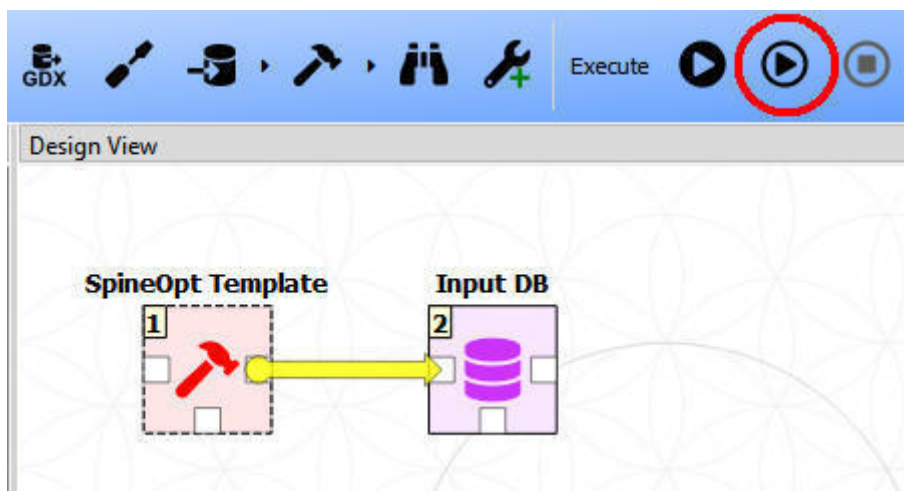 GDX
Execute
Design View
SpineOpt Template
Input DB
1
2